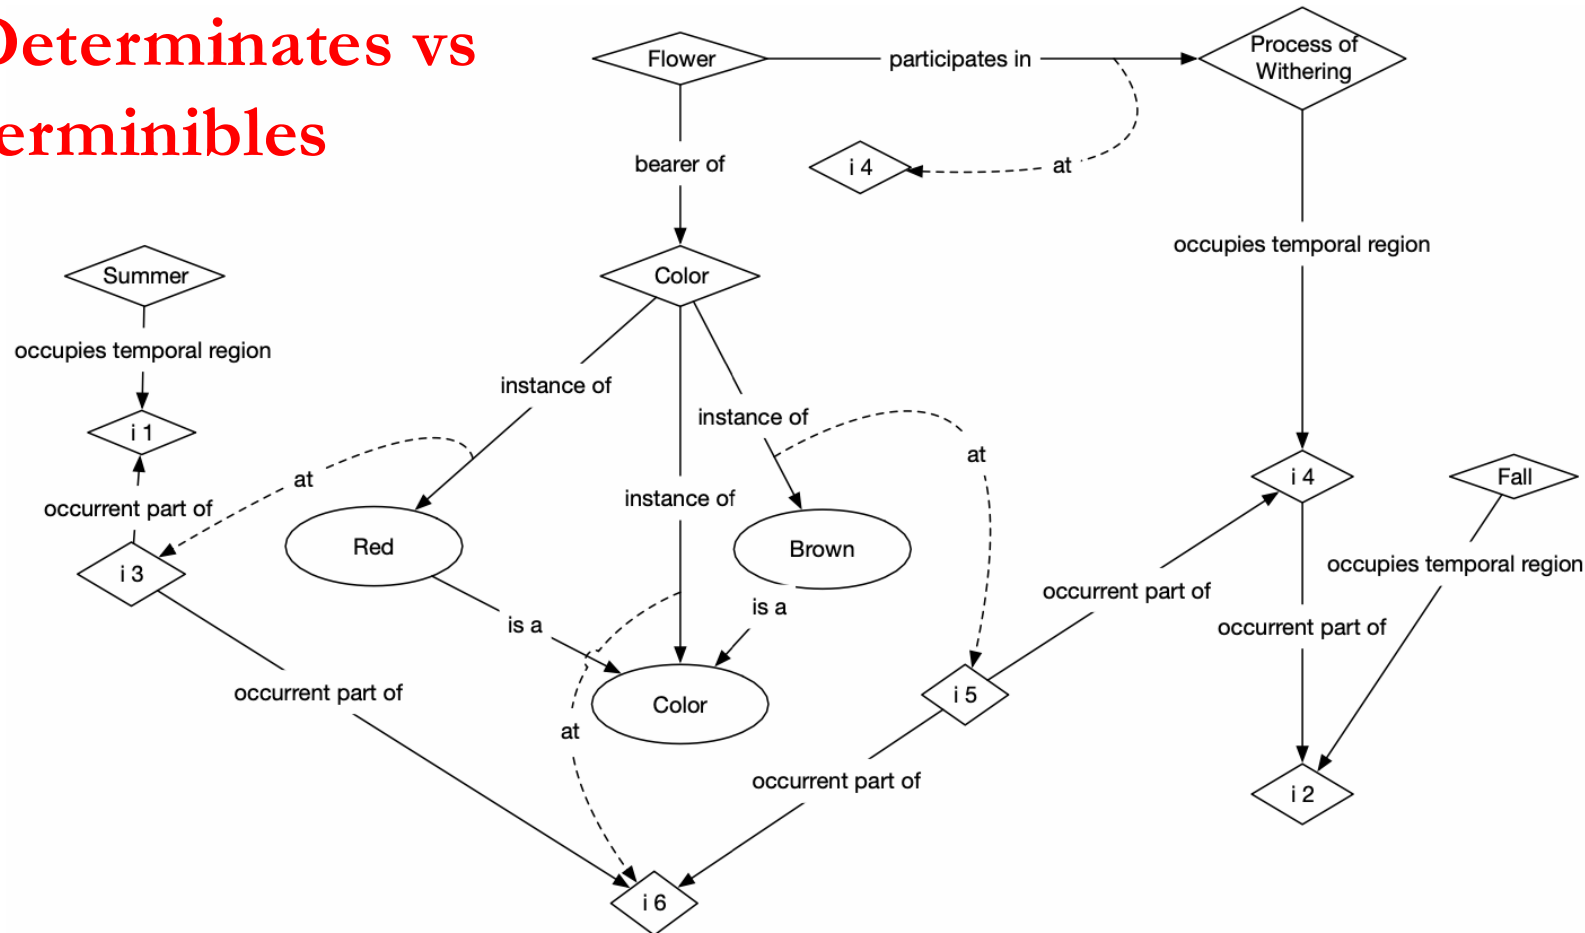 Determinates vs
erminibles
Flower
participates in
Process of
Withering
bearer of
i 4
at
occupies temporal region
Summer
Color
occupies temporal region
instance of
instance of
i 1
at
at
i 4
Fall
occurrent part of
instance of
Red
Brown
i 3
occupies temporal region
occurrent part of
is a
is a
occurrent part of
occurrent part of
i 5
Color
at
occurrent part of
i 2
i 6